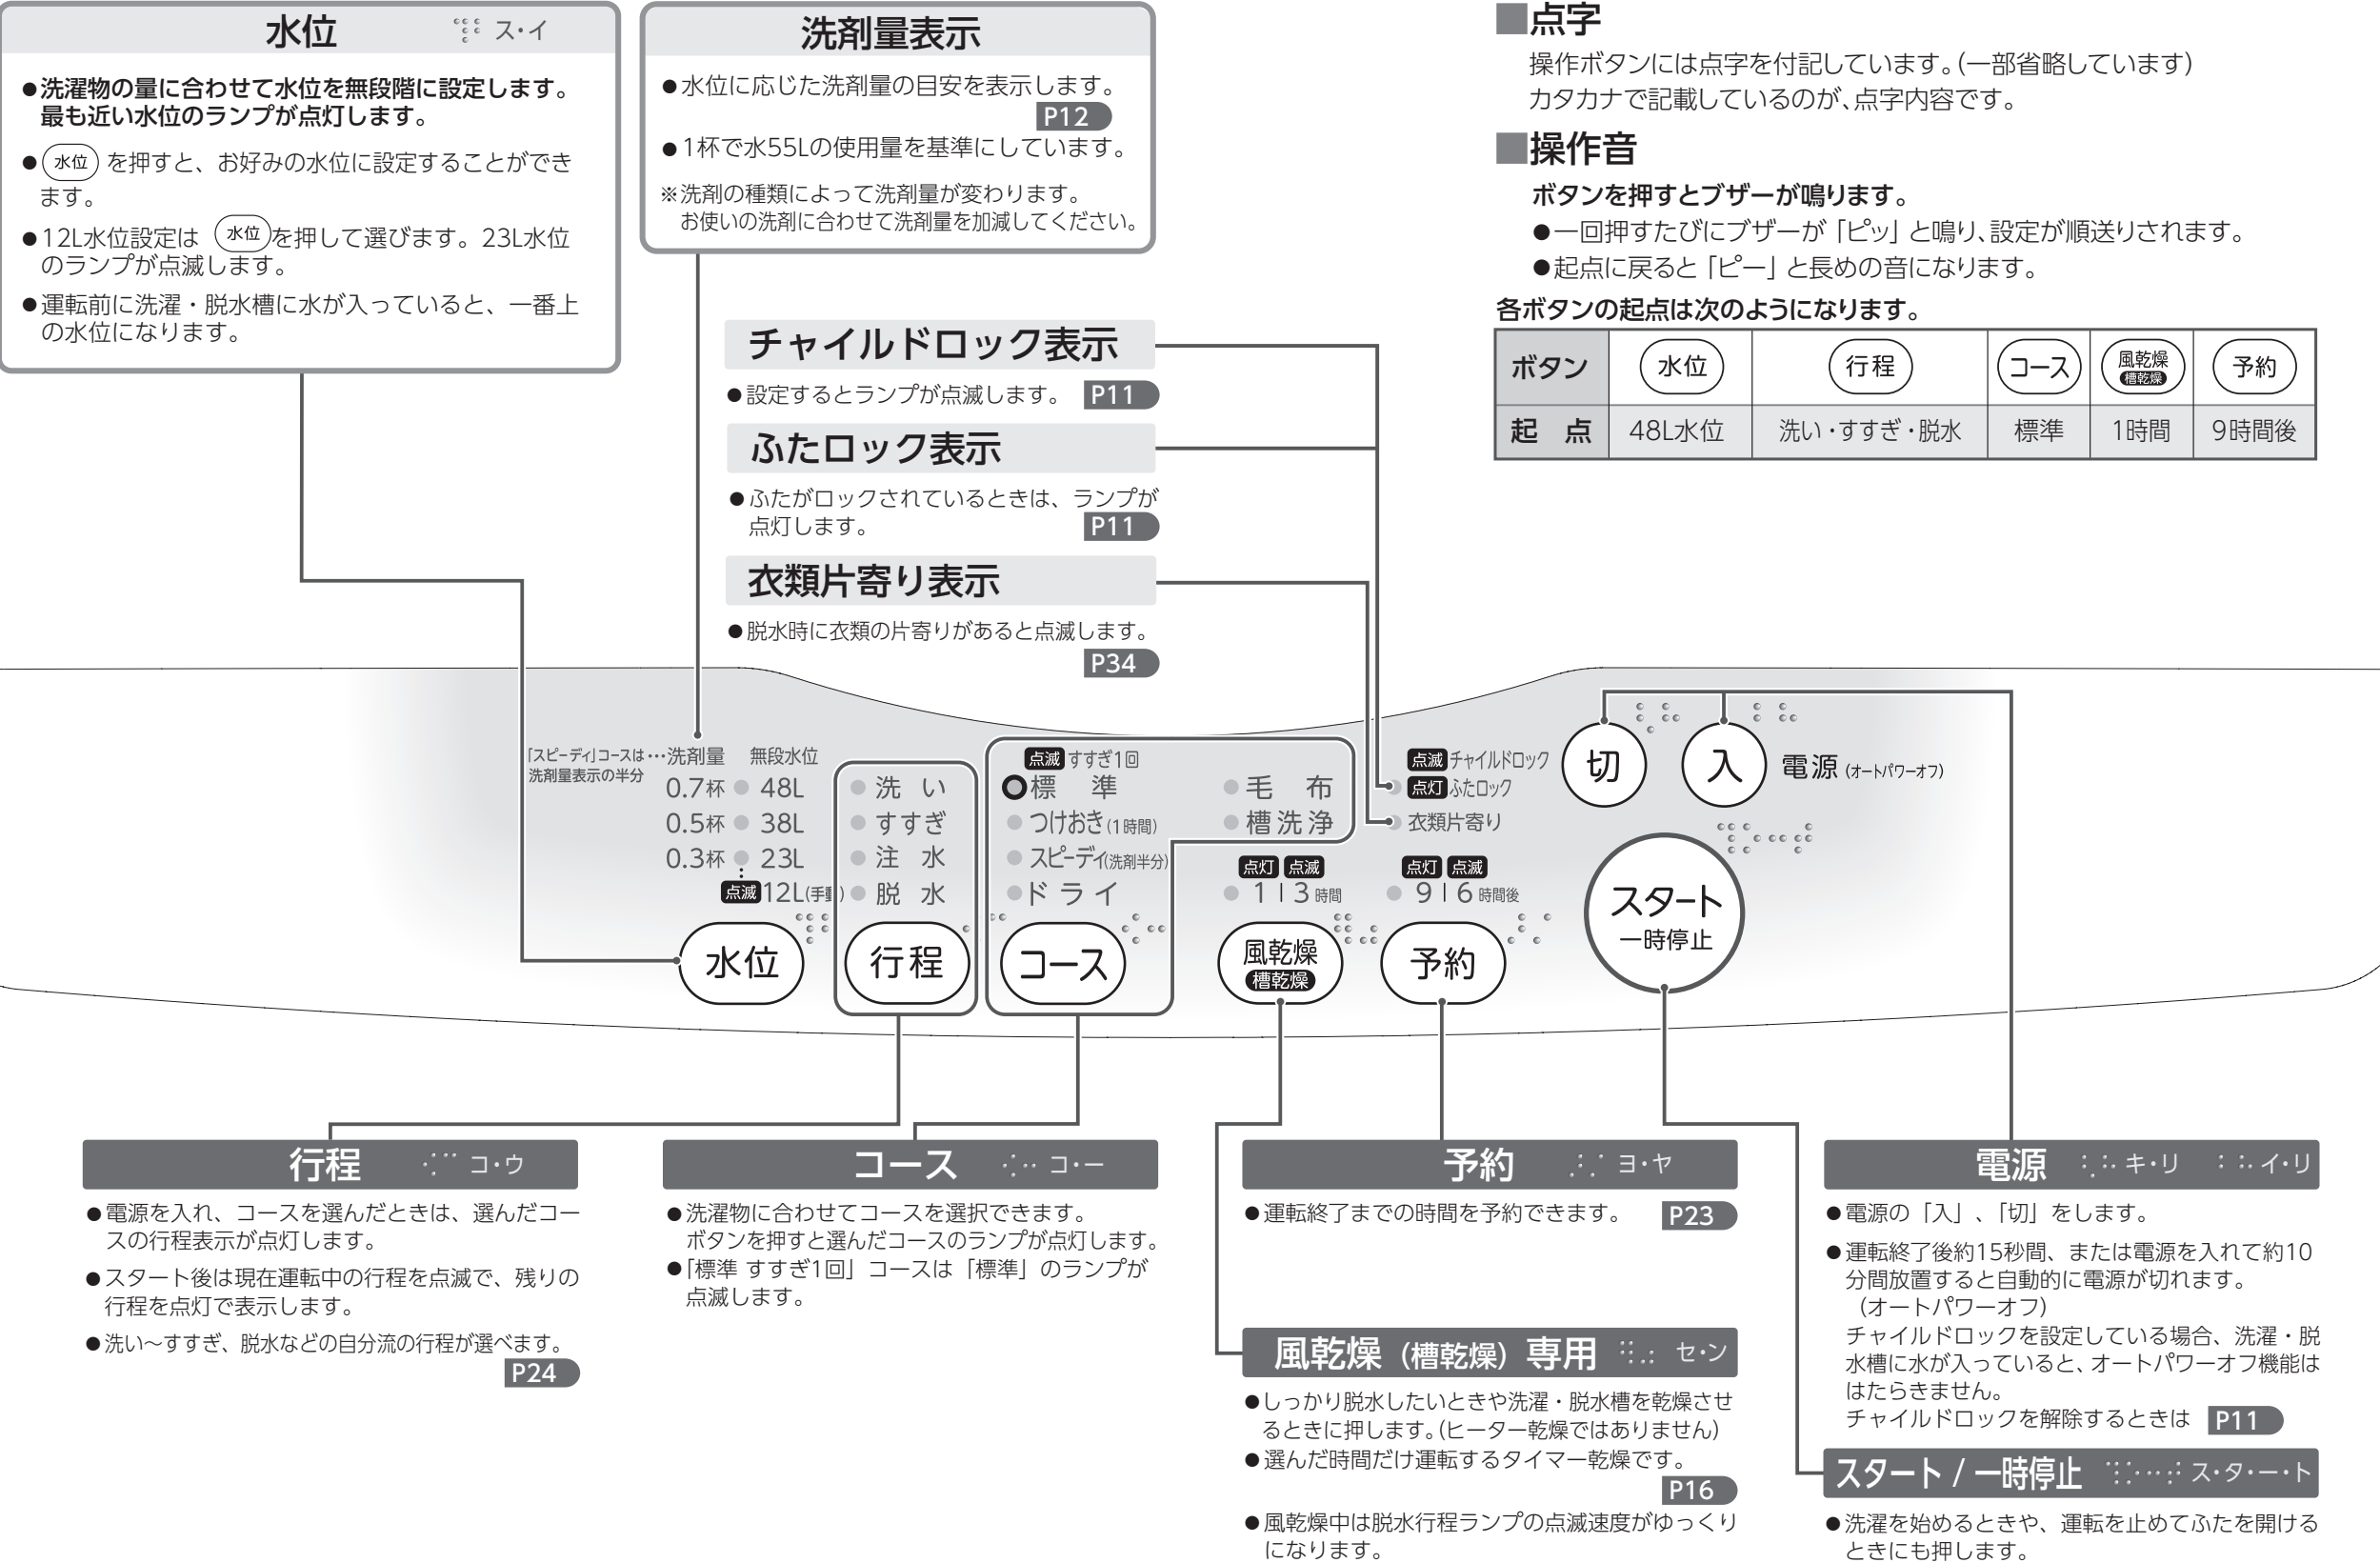 水位 ス・イ
●洗濯物の量に合わせて水位を無段階に設定します。
最も近い水位のランプが点灯します。
●水位 を押すと、お好みの水位に設定することができ
ます。
●12L水位設定は 水位 を押して選びます。23L水位
のランプが点滅します。
●運転前に洗濯・脱水槽に水が入っていると、一番上
の水位になります。
洗剤量表示
●水位に応じた洗剤量の目安を表示します。
P12
●1杯で水55Lの使用量を基準にしています。
※洗剤の種類によって洗剤量が変わります。
お使いの洗剤に合わせて洗剤量を加減してください。
チャイルドロック表示
●設定するとランプが点滅します。 P11
ふたロック表示
●ふたがロックされているときは、ランプが
点灯します。 P11
衣類片寄り表示
●脱水時に衣類の片寄りがあると点滅します。
P34
■点字
操作ボタンには点字を付記しています。(一部省略しています)
カタカナで記載しているのが、点字内容です。
■操作音
ボタンを押すとブザーが鳴ります。
●一回押すたびにブザーが「ピッ」と鳴り、設定が順送りされます。
●起点に戻ると「ピー」と長めの音になります。
各ボタンの起点は次のようになります。
ボタン 水位 行程 コース 風乾燥 槽乾燥 予約
起 点 48L水位 洗い・すすぎ・脱水 標準 1時間 9時間後
「スピーディ」コースは…洗剤量 無段水位
洗剤量表示の半分
0.7杯 48L
0.5杯 38L
0.3杯 23L
点滅 12L(手動)
水位
洗 い
すすぎ
注 水
脱 水
行程
点滅 すすぎ1回
標 準
つけおき(1時間)
スピーディ(洗剤半分)
ド ラ イ
コース
毛 布
槽洗浄
点灯 点滅
1 | 3 時間
風乾燥
槽乾燥
点滅 チャイルドロック
点灯 ふたロック
衣類片寄り
点灯 点滅
9 | 6 時間後
予約
切 入 電源 (オートパワーオフ)
スタート
一時停止
行程 コ・ウ
●電源を入れ、コースを選んだときは、選んだコー
スの行程表示が点灯します。
●スタート後は現在運転中の行程を点滅で、残りの
行程を点灯で表示します。
●洗い～すすぎ、脱水などの自分流の行程が選べます。
P24
コース コ・ー
●洗濯物に合わせてコースを選択できます。
ボタンを押すと選んだコースのランプが点灯します。
●「標準 すすぎ1回」コースは「標準」のランプが
点滅します。
予約 ヨ・ヤ
●運転終了までの時間を予約できます。 P23
風乾燥（槽乾燥）専用 セ・ン
●しっかり脱水したいときや洗濯・脱水槽を乾燥させ
るときに押します。(ヒーター乾燥ではありません)
●選んだ時間だけ運転するタイマー乾燥です。
P16
●風乾燥中は脱水行程ランプの点滅速度がゆっくり
になります。
電源 キ・リ イ・リ
●電源の「入」、「切」をします。
●運転終了後約15秒間、または電源を入れて約10
分間放置すると自動的に電源が切れます。
（オートパワーオフ）
チャイルドロックを設定している場合、洗濯・脱
水槽に水が入っていると、オートパワーオフ機能は
はたらきません。
チャイルドロックを解除するときは P11
スタート / 一時停止 ス・タ・ー・ト
●洗濯を始めるときや、運転を止めてふたを開ける
ときにも押します。